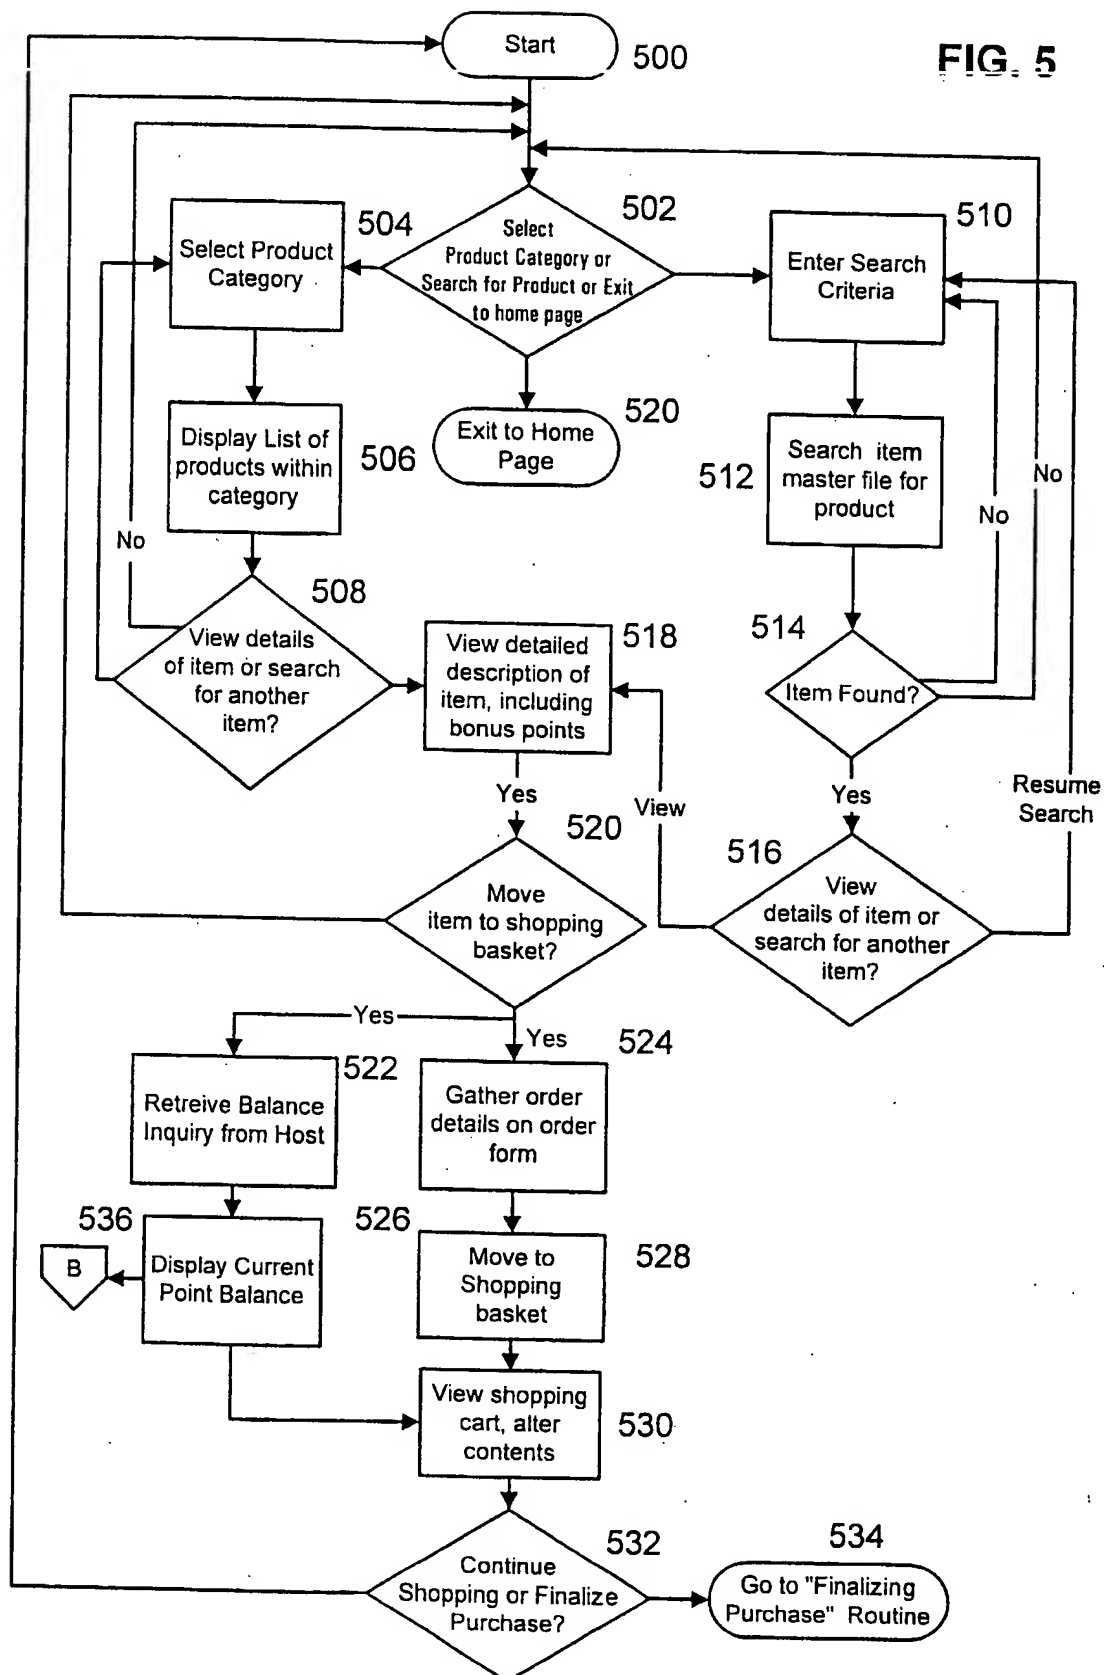 Start
500
FIG. 5
504
Select Product
Category
502
Select
Product Category or
Search for Product or Exit
to home page
510
Enter Search
Criteria
520
Exit to Home
Page
Display List of
products within
category
506
512
Search item
master file for
product
No
No
No
508
View details
of item or search
for another
item?
518
View detailed
description of
item, including
bonus points
514
Item Found?
Yes
View
Yes
Resume
Search
520
Move
item to shopping
basket?
516
View
details of item or
search for another
item?
Yes
Yes
522
Retreive Balance
Inquiry from Host
524
Gather order
details on order
form
536
B
Display Current
Point Balance
526
Move to
Shopping
basket
528
View shopping
cart, alter
contents
530
532
Continue
Shopping or Finalize
Purchase?
534
Go to "Finalizing
Purchase" Routine